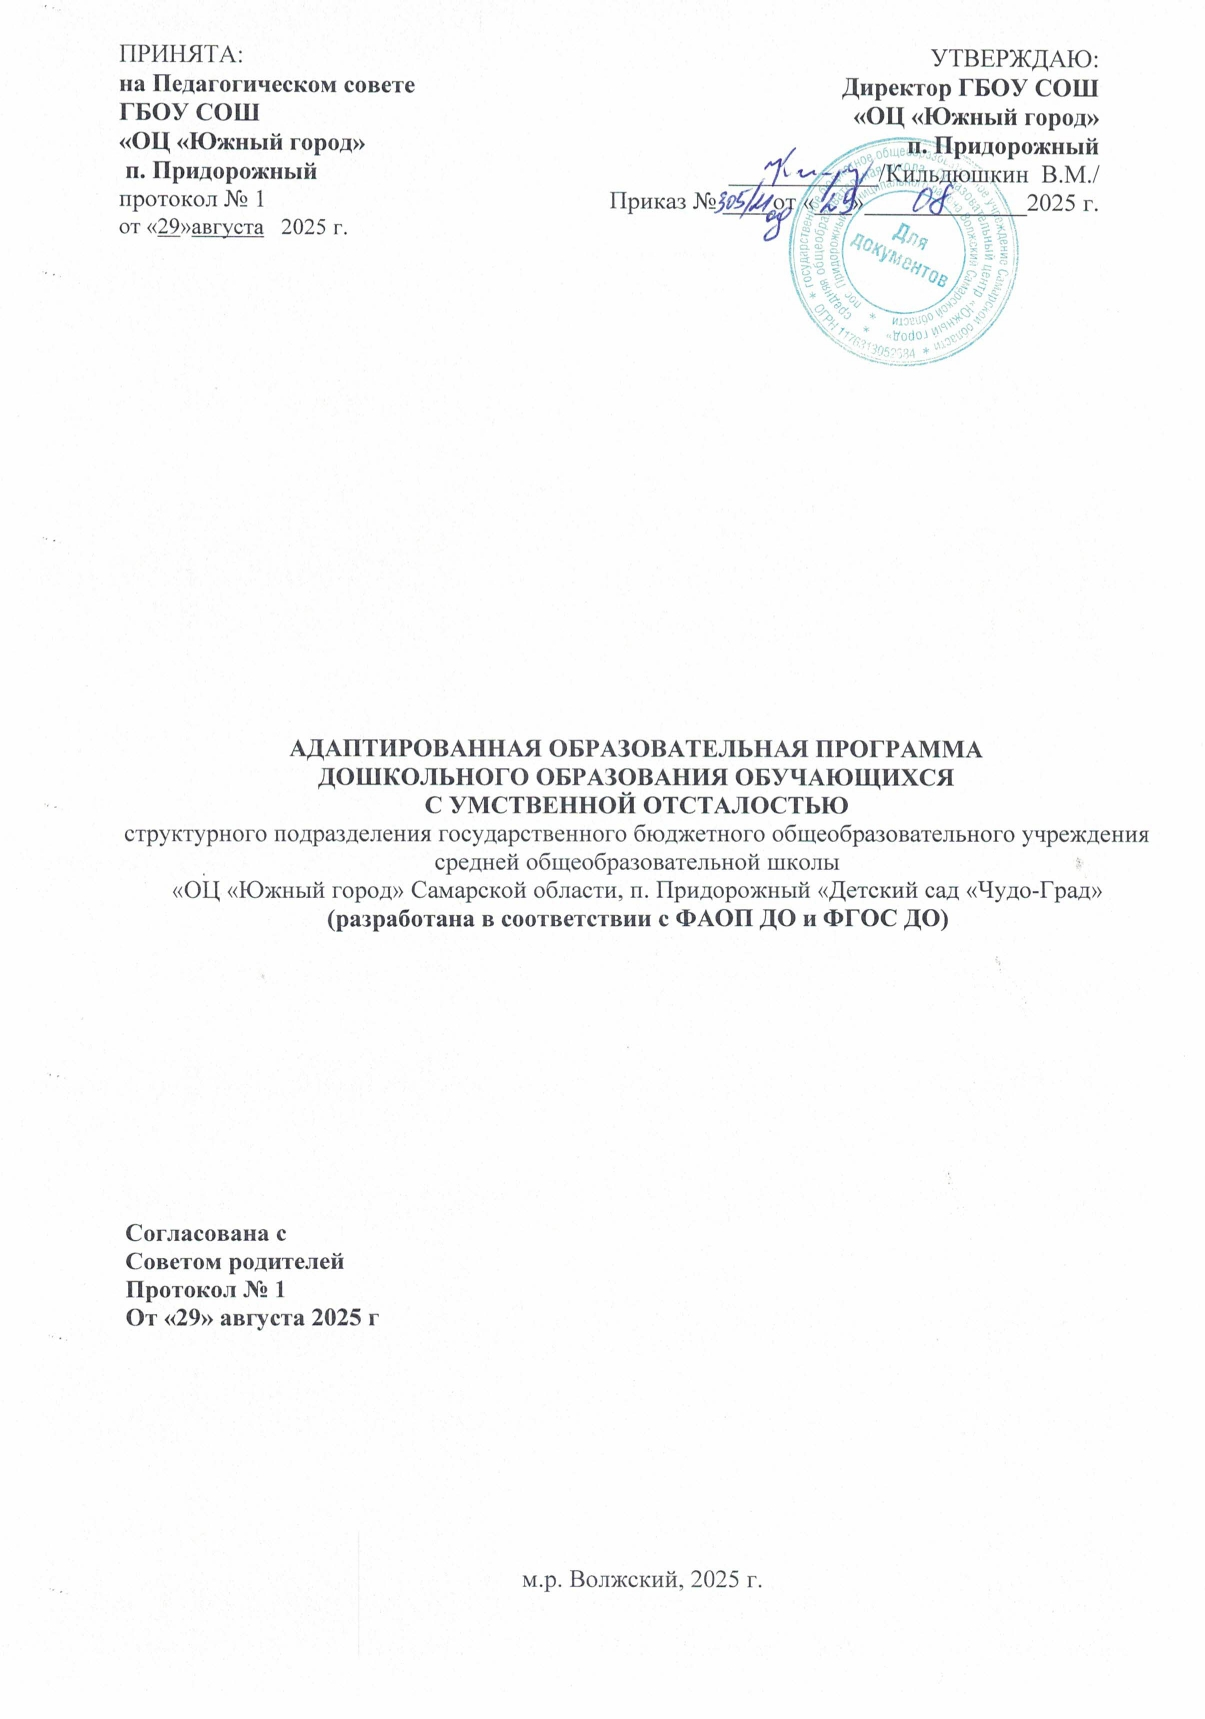 ПРИНЯТА:
на Педагогическом совете
ГБОУ СОШ
«ОЦ «Южный город»
п. Придорожный
протокол № 1
от «29»августа 2025 г.
УТВЕРЖДАЮ:
Директор ГБОУ СОШ
«ОЦ «Южный город»
п. Придорожный
/Кильдюшкин В.М./
Приказ № от «29» 08 2025 г.
Для
документов
АДАПТИРОВАННАЯ ОБРАЗОВАТЕЛЬНАЯ ПРОГРАММА
ДОШКОЛЬНОГО ОБРАЗОВАНИЯ ОБУЧАЮЩИХСЯ
С УМСТВЕННОЙ ОТСТАЛОСТЬЮ
структурного подразделения государственного бюджетного общеобразовательного учреждения
средней общеобразовательной школы
«ОЦ «Южный город» Самарской области, п. Придорожный «Детский сад «Чудо-Град»
(разработана в соответствии с ФАОП ДО и ФГОС ДО)
Согласована с
Советом родителей
Протокол № 1
От «29» августа 2025 г
м.р. Волжский, 2025 г.